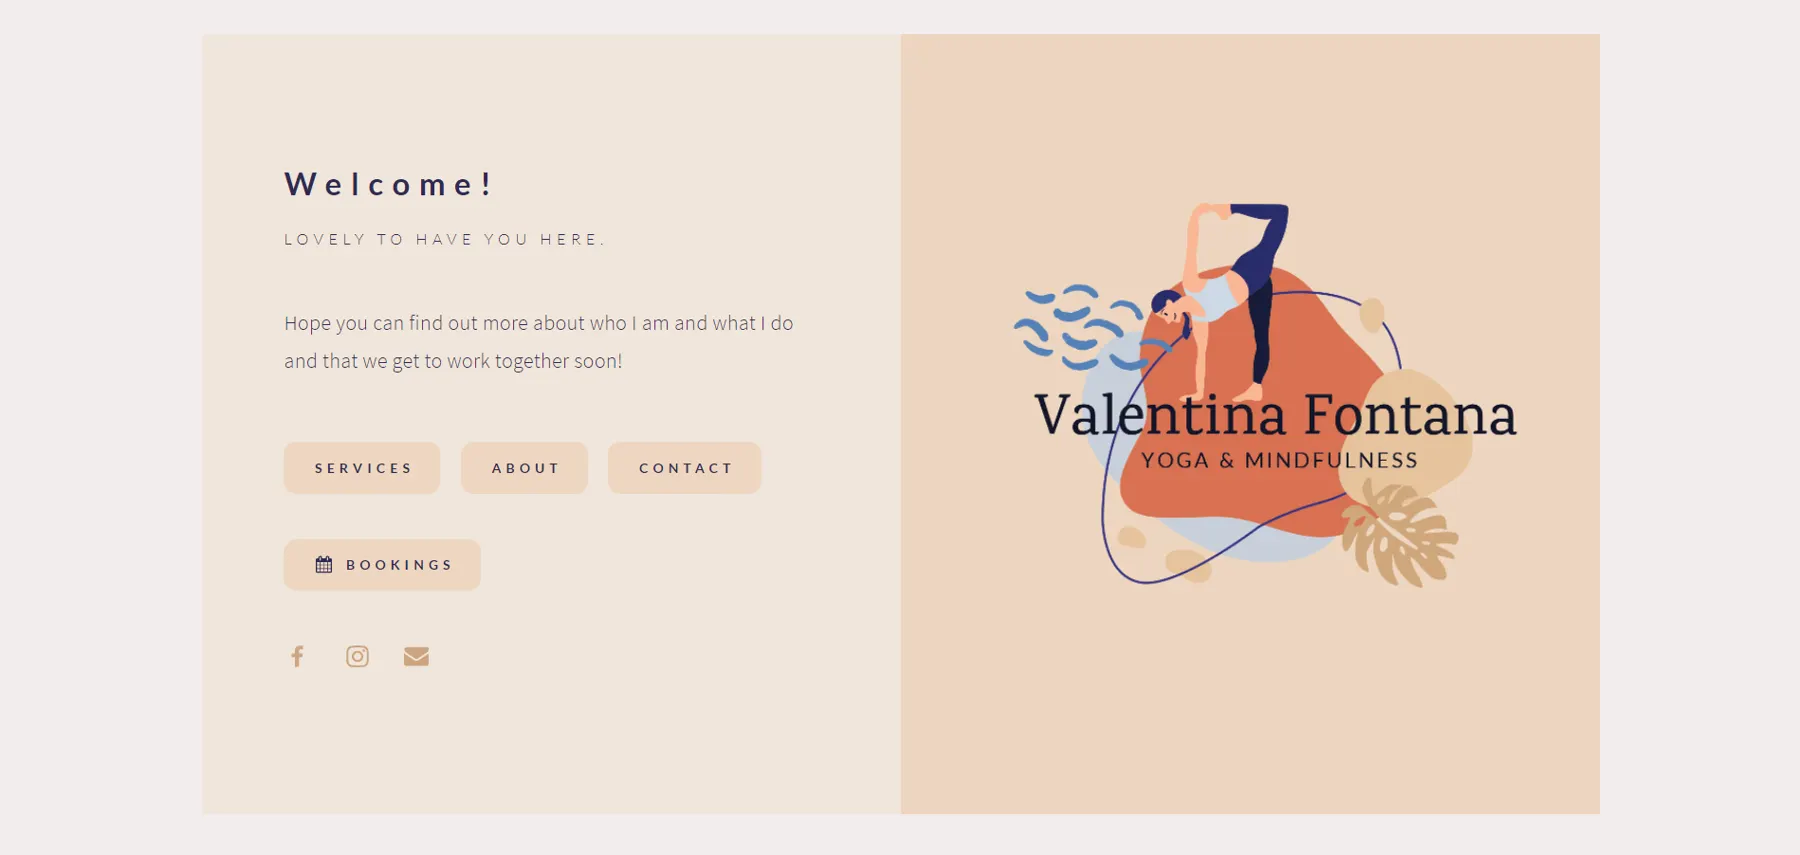 Welcome!
LOVELY TO HAVE YOU HERE.
Hope you can find out more about who I am and what I do
and that we get to work together soon!
SERVICES
ABOUT
CONTACT
BOOKINGS
Valentina Fontana
YOGA & MINDFULNESS